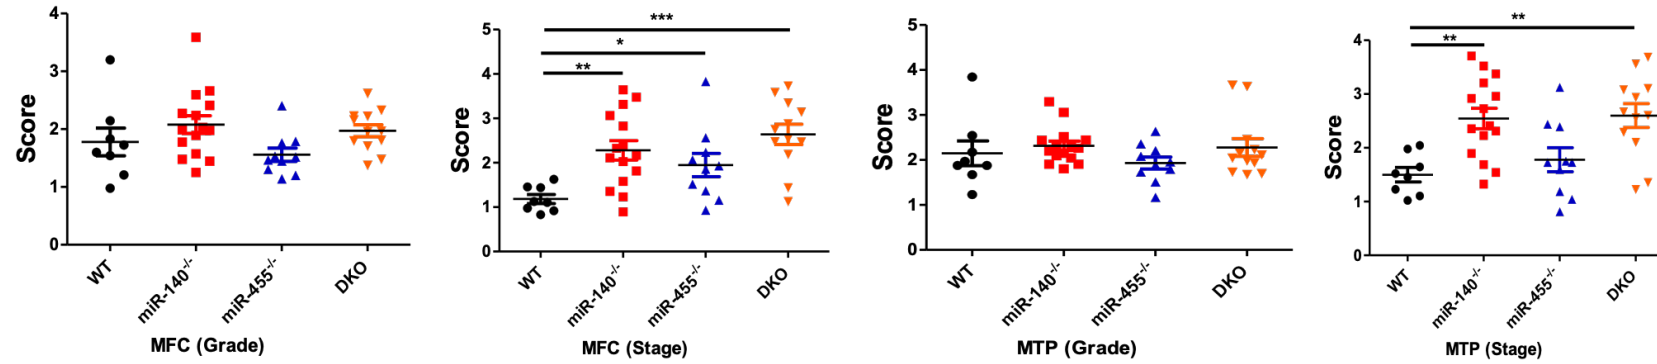 4
3
2
1
0
Score
WT
miR-140-/-
miR-455-/-
DKO
MFC (Grade)
***
*
**
5
4
3
2
1
0
Score
WT
miR-140-/-
miR-455-/-
DKO
MFC (Stage)
5
4
3
2
1
0
Score
WT
miR-140-/-
miR-455-/-
DKO
MTP (Grade)
**
**
4
3
2
1
0
Score
WT
miR-140-/-
miR-455-/-
DKO
MTP (Stage)